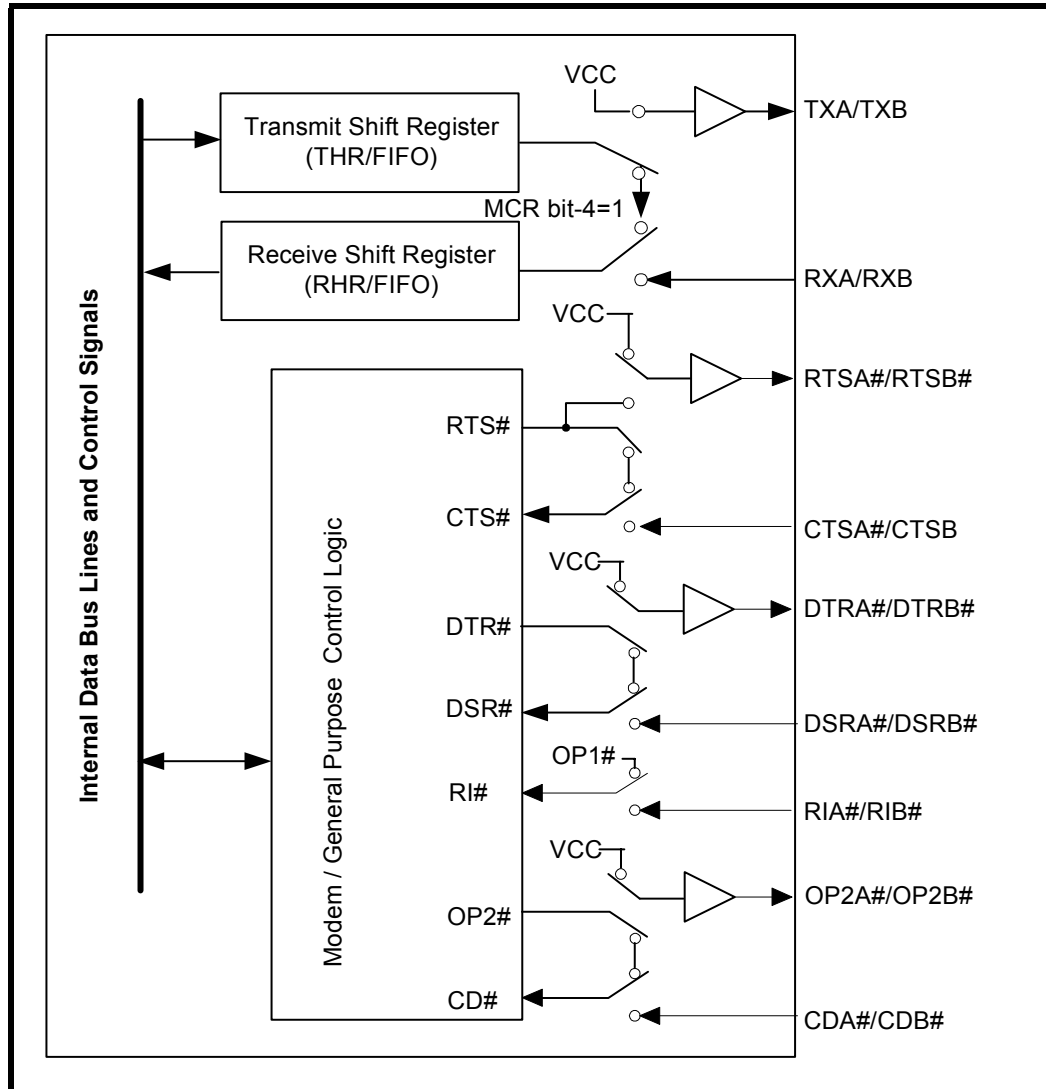 VCC
TXA/TXB
Transmit Shift Register
(THR/FIFO)
MCR bit-4=1
Receive Shift Register
(RHR/FIFO)
RXA/RXB
VCC
RTSA#/RTSB#
RTS#
CTS#
CTSA#/CTSB
VCC
DTRA#/DTRB#
DTR#
DSR#
DSRA#/DSRB#
OP1#
RI#
RIA#/RIB#
VCC
OP2A#/OP2B#
OP2#
CD#
CDA#/CDB#
Internal Data Bus Lines and Control Signals
Modem / General Purpose Control Logic